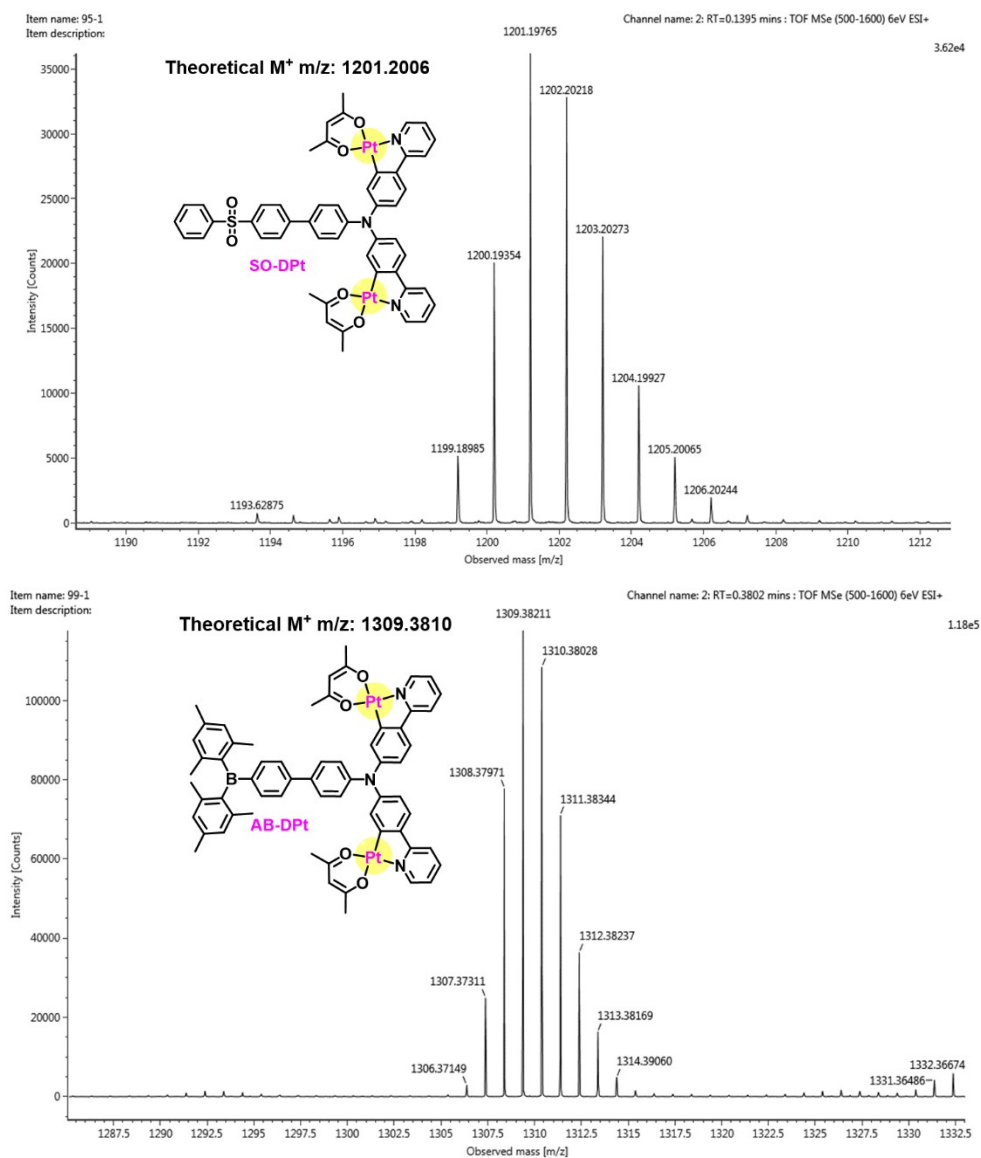 Item name: 95-1
Item description:
Channel name: 2: RT=0.1395 mins : TOF MSe (500-1600) 6eV ESI+
3.62e4
1201.19765
Theoretical M+ m/z: 1201.2006
1202.20218
1203.20273
1200.19354
1204.19927
1199.18985
1205.20065
1206.20244
1193.62875
Intensity [Counts]
35000
30000
25000
20000
15000
10000
5000
0
O
O
Pt
N
O
S
O
N
SO-DPt
O
O
Pt
N
1190 1192 1194 1196 1198 1200 1202 1204 1206 1208 1210 1212
Observed mass [m/z]
Item name: 99-1
Item description:
Channel name: 2: RT=0.3802 mins : TOF MSe (500-1600) 6eV ESI+
1.18e5
1309.38211
Theoretical M+ m/z: 1309.3810
1310.38028
1308.37971
1311.38344
1312.38237
1307.37311
1313.38169
1306.37149
1314.39060
1331.36486
1332.36674
Intensity [Counts]
100000
80000
60000
40000
20000
0
O
O
Pt
N
B
N
AB-DPt
O
O
Pt
N
1287.5 1290 1292.5 1295 1297.5 1300 1302.5 1305 1307.5 1310 1312.5 1315 1317.5 1320 1322.5 1325 1327.5 1330 1332.5
Observed mass [m/z]